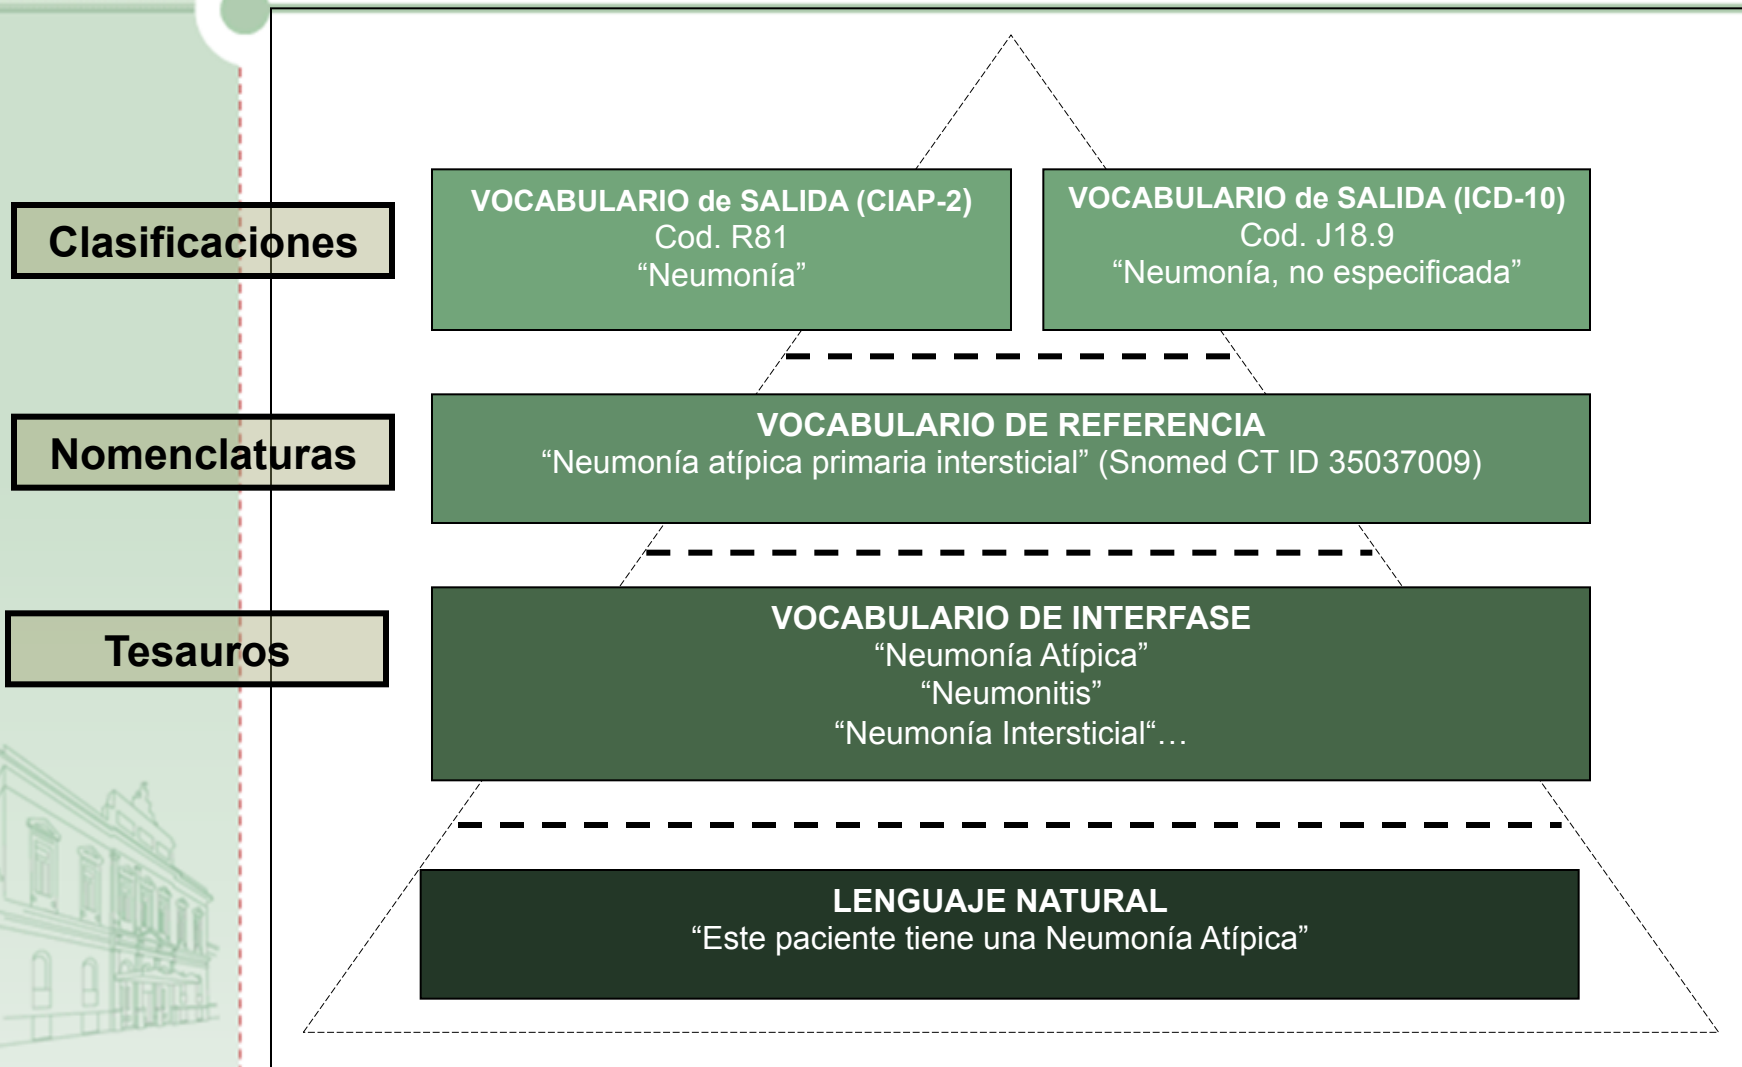 VOCABULARIO de SALIDA (CIAP-2)
Cod. R81
“Neumonía”
VOCABULARIO de SALIDA (ICD-10)
Cod. J18.9
“Neumonía, no especificada”
Clasificaciones
VOCABULARIO DE REFERENCIA
“Neumonía atípica primaria intersticial” (Snomed CT ID 35037009)
Nomenclaturas
VOCABULARIO DE INTERFASE
“Neumonía Atípica”
“Neumonitis”
“Neumonía Intersticial“…
Tesauros
LENGUAJE NATURAL
“Este paciente tiene una Neumonía Atípica”